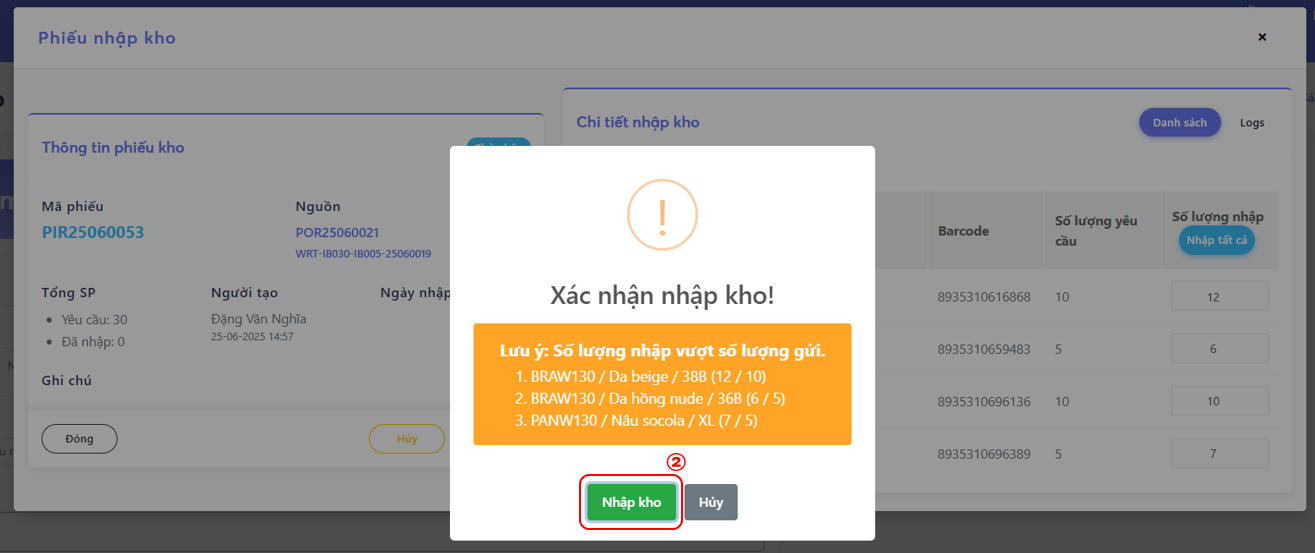 Phiếu nhập kho
×
Thông tin phiếu kho
Mã phiếu
PIR25060053
Nguồn
POR25060021
WRT-IB030-IB005-25060019
Tổng SP
Yêu cầu: 30
Đã nhập: 0
Người tạo
Đặng Văn Nghĩa
25-06-2025 14:57
Ngày nhập
Ghi chú
Đóng
Hủy
Chi tiết nhập kho
Danh sách
Logs
Barcode
Số lượng yêu
cầu
Số lượng nhập
Nhập tất cả
8935310616868 10 12
8935310659483 5 6
8935310696136 10 10
8935310696389 5 7
!
Xác nhận nhập kho!
Lưu ý: Số lượng nhập vượt số lượng gửi.
1. BRAW130 / Da beige / 38B (12 / 10)
2. BRAW130 / Da hồng nude / 36B (6 / 5)
3. PANW130 / Nâu socola / XL (7 / 5)
②
Nhập kho
Hủy